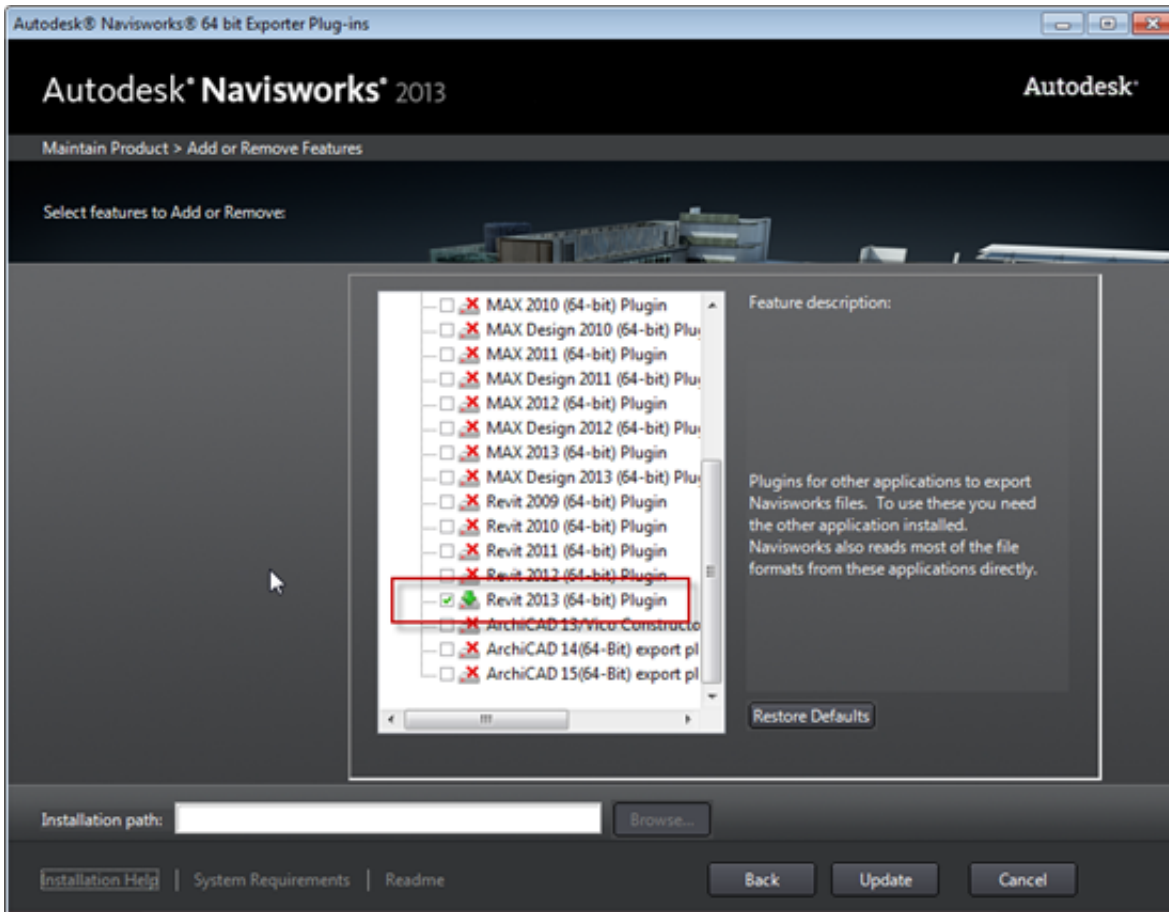 Autodesk® Navisworks® 64 bit Exporter Plug-ins
Autodesk® Navisworks® 2013
Autodesk®
Maintain Product > Add or Remove Features
Select features to Add or Remove:
MAX 2010 (64-bit) Plugin
MAX Design 2010 (64-bit) Plu
MAX 2011 (64-bit) Plugin
MAX Design 2011 (64-bit) Plu
MAX 2012 (64-bit) Plugin
MAX Design 2012 (64-bit) Plu
MAX 2013 (64-bit) Plugin
MAX Design 2013 (64-bit) Plu
Revit 2009 (64-bit) Plugin
Revit 2010 (64-bit) Plugin
Revit 2011 (64-bit) Plugin
Revit 2012 (64-bit) Plugin
Revit 2013 (64-bit) Plugin
ArchiCAD 13/Vico Constructo
ArchiCAD 14(64-Bit) export pl
ArchiCAD 15(64-Bit) export pl
Feature description:
Plugins for other applications to export
Navisworks files. To use these you need
the other application installed.
Navisworks also reads most of the file
formats from these applications directly.
Restore Defaults
Installation path:
Browse...
Installation Help | System Requirements | Readme
Back
Update
Cancel